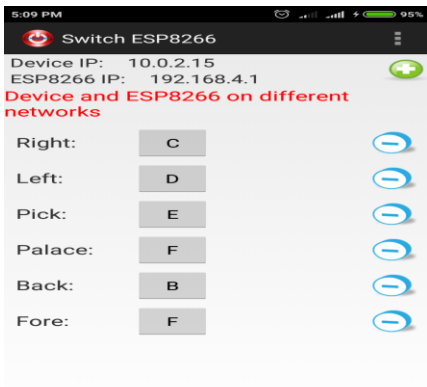 5:09 PM 95%
Switch ESP8266
Device IP: 10.0.2.15
ESP8266 IP: 192.168.4.1
Device and ESP8266 on different
networks
Right: C
Left: D
Pick: E
Palace: F
Back: B
Fore: F